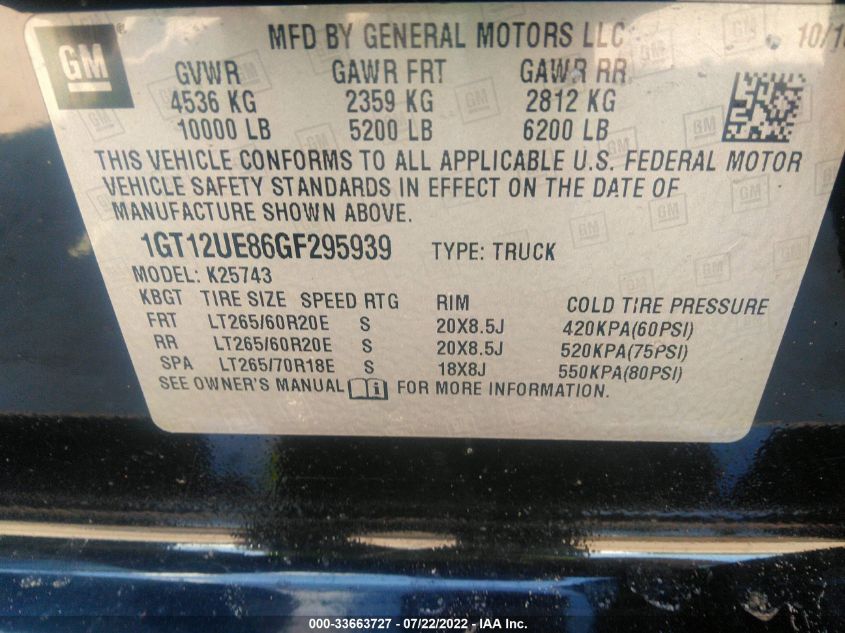 GM
MFD BY GENERAL MOTORS LLC
GVWR GAWR FRT GAWR RR
4536 KG 2359 KG 2812 KG
10000 LB 5200 LB 6200 LB
THIS VEHICLE CONFORMS TO ALL APPLICABLE U.S. FEDERAL MOTOR
VEHICLE SAFETY STANDARDS IN EFFECT ON THE DATE OF
MANUFACTURE SHOWN ABOVE.
1GT12UE86GF295939 TYPE: TRUCK
MODEL: K25743
KBGT TIRE SIZE SPEED RTG RIM COLD TIRE PRESSURE
FRT LT265/60R20E S 20X8.5J 420KPA(60PSI)
RR LT265/60R20E S 20X8.5J 520KPA(75PSI)
SPA LT265/70R18E S 18X8J 550KPA(80PSI)
SEE OWNER'S MANUAL FOR MORE INFORMATION.
000-33663727 - 07/22/2022 - IAA, Inc.